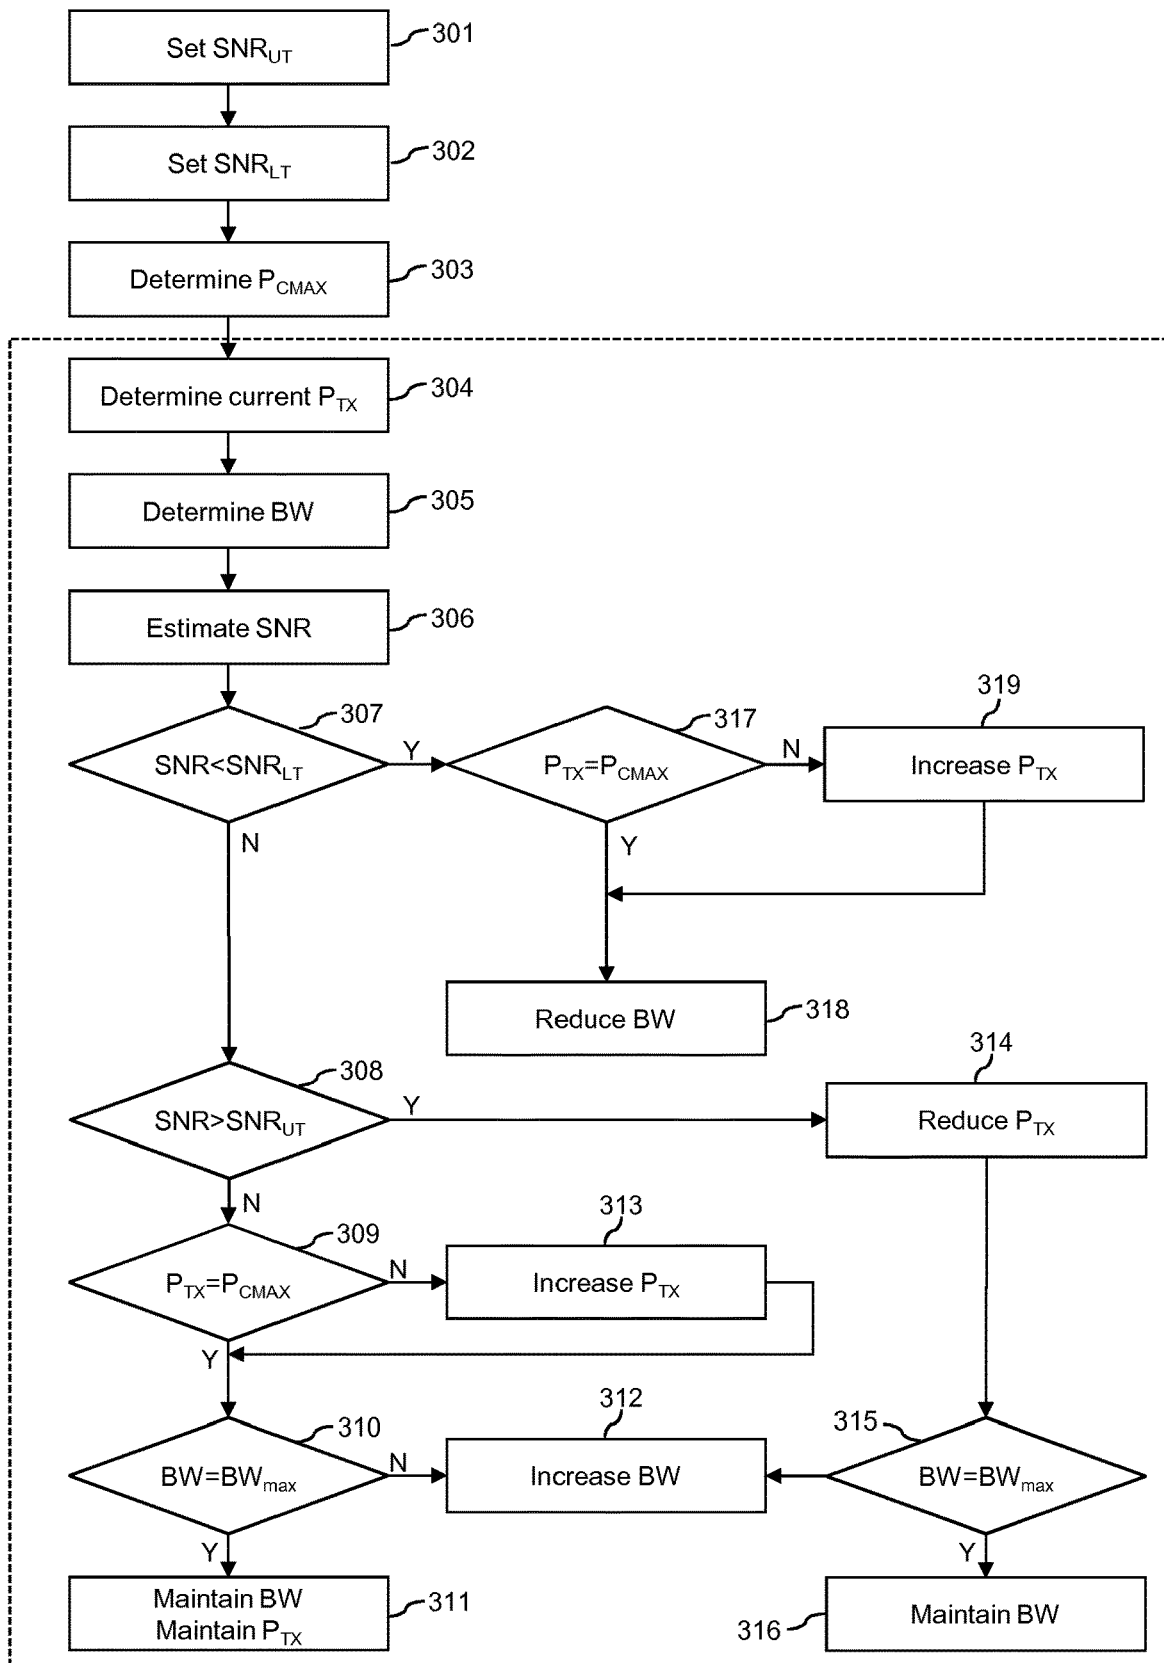 Set SNRUT
301
Set SNRLT
302
Determine PCMAX
303
Determine current PTX
304
Determine BW
305
Estimate SNR
306
307
SNR<SNRLT
Y
N
317
PTX=PCMAX
N
Y
319
Increase PTX
Reduce BW
318
308
SNR>SNRUT
Y
N
314
Reduce PTX
309
PTX=PCMAX
N
Y
313
Increase PTX
310
BW=BWmax
N
Y
312
Increase BW
315
BW=BWmax
Y
Maintain BW
Maintain PTX
311
316
Maintain BW